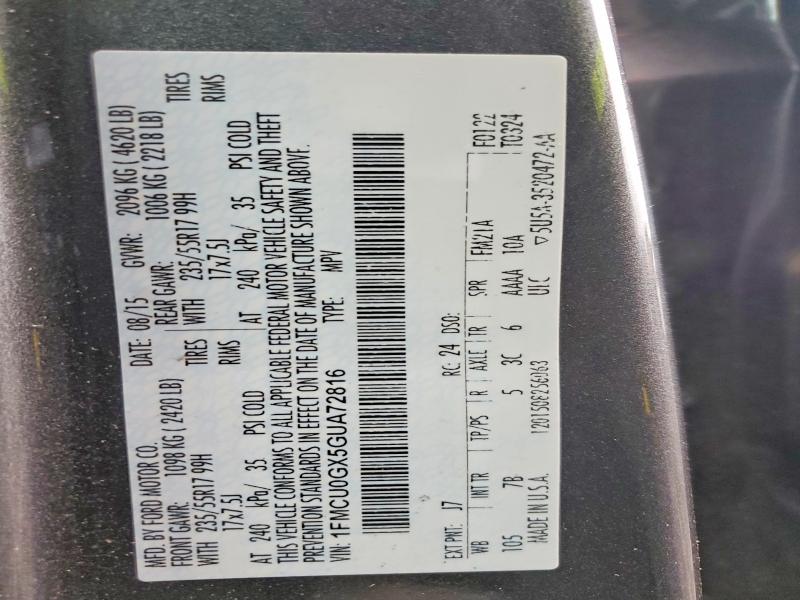 MFD. BY FORD MOTOR CO.
DATE: 08/15 GVWR: 2096 KG ( 4620 LB)
FRONT GAWR: 1098 KG ( 2420 LB) REAR GAWR: 1006 KG ( 2218 LB)
WITH 235/55R17 99H TIRES WITH 235/55R17 99H TIRES
17x7.5J RIMS 17x7.5J RIMS
AT 240 kPa/ 35 PSI COLD AT 240 kPa/ 35 PSI COLD
THIS VEHICLE CONFORMS TO ALL APPLICABLE FEDERAL MOTOR VEHICLE SAFETY AND THEFT
PREVENTION STANDARDS IN EFFECT ON THE DATE OF MANUFACTURE SHOWN ABOVE.
VIN: 1FMCU0GX5GUA72816 TYPE: MPV
F0122
EXT PNT: J7 RC: 24 DSO: T0324
WB INT TR TP/PS R AXLE TR SPR FM21A
105 7B 5 3C 6 AAAA 10A
MADE IN U.S.A. UIC
▽5U5A-3520472-AA